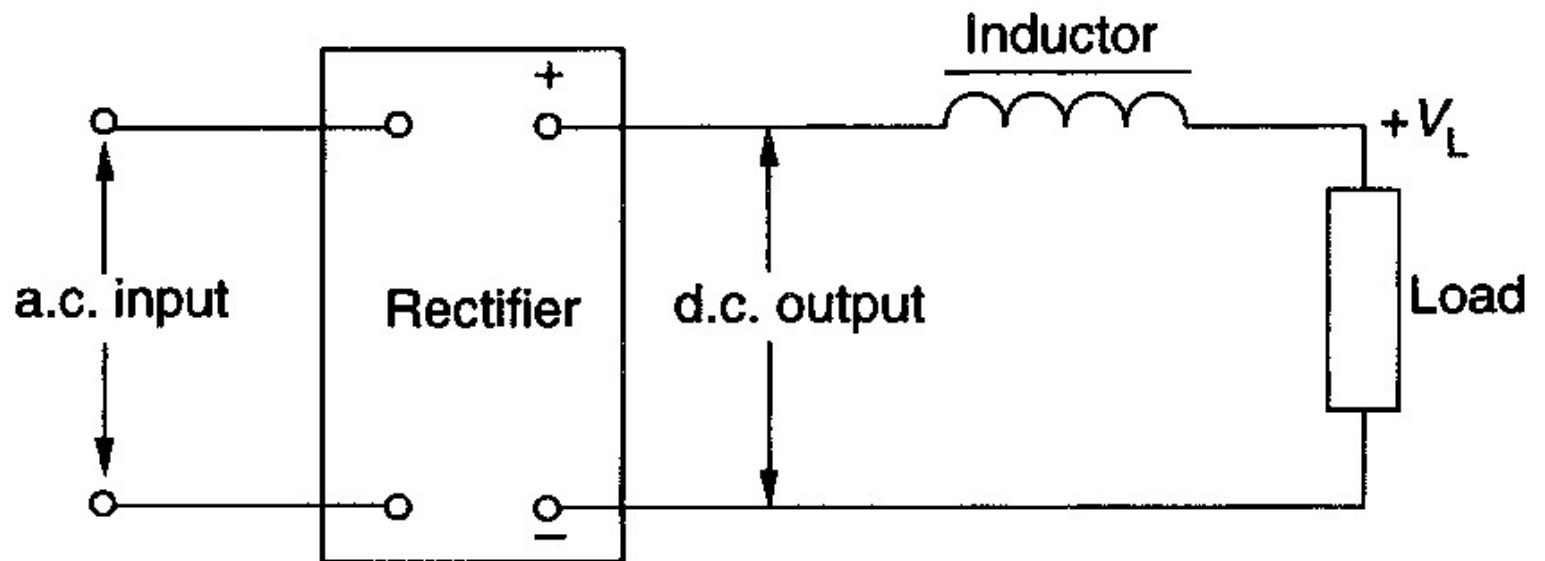 Inductor
+
+V_L
a.c. input
Rectifier
d.c. output
Load
−